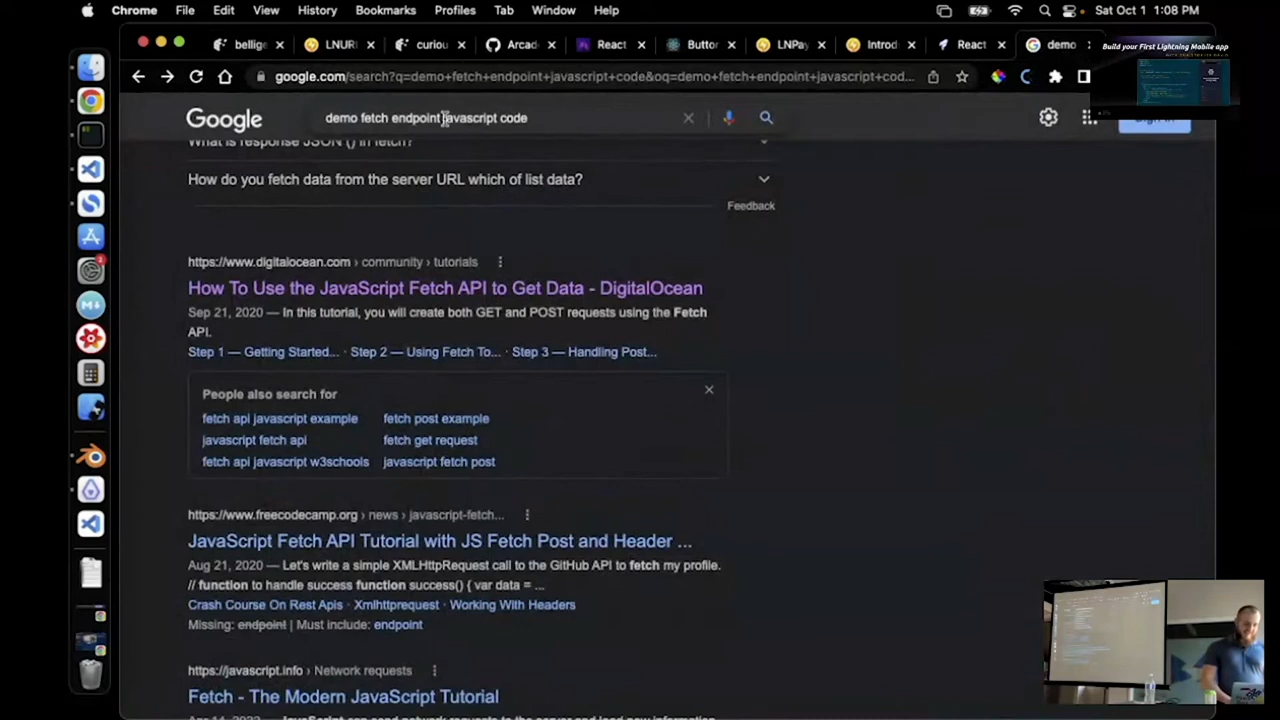 Chrome File Edit View History Bookmarks Profiles Tab Window Help Sat Oct 1 1:08 PM
bellige LNURI curiou Arcad React Butto LNPay Introd React demo
google.com/search?q=demo+fetch+endpoint+javascript+code&oq=demo+fetch+endpoint+javascript+cod...
Build your First Lightning Mobile app
Google demo fetch endpoint javascript code
What is response JSON () in fetch?
How do you fetch data from the server URL which of list data?
Feedback
https://www.digitalocean.com › community › tutorials
How To Use the JavaScript Fetch API to Get Data - DigitalOcean
Sep 21, 2020 — In this tutorial, you will create both GET and POST requests using the Fetch
API.
Step 1 — Getting Started... · Step 2 — Using Fetch To... · Step 3 — Handling Post...
People also search for
fetch api javascript example fetch post example
javascript fetch api fetch get request
fetch api javascript w3schools javascript fetch post
https://www.freecodecamp.org › news › javascript-fetch...
JavaScript Fetch API Tutorial with JS Fetch Post and Header ...
Aug 21, 2020 — Let's write a simple XMLHttpRequest call to the GitHub API to fetch my profile.
// function to handle success function success() { var data = ...
Crash Course On Rest Apis · Xmlhttprequest · Working With Headers
Missing: endpoint | Must include: endpoint
https://javascript.info › Network requests
Fetch - The Modern JavaScript Tutorial